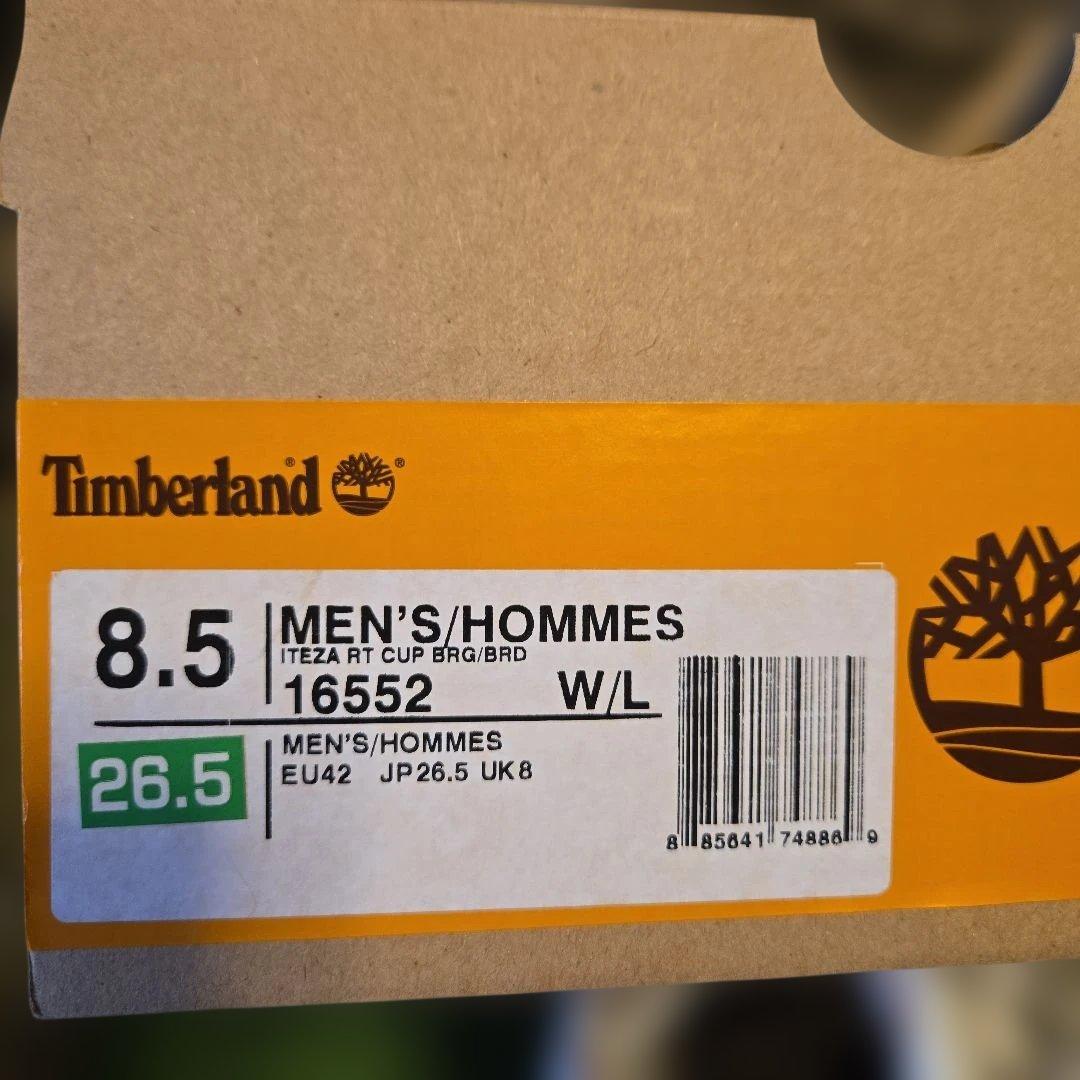 Timberland® ®
8.5
MEN'S/HOMMES
ITEZA RT CUP BRG/BRD
16552 W/L
26.5
MEN'S/HOMMES
EU42 JP26.5 UK8
8 85641 74886 9